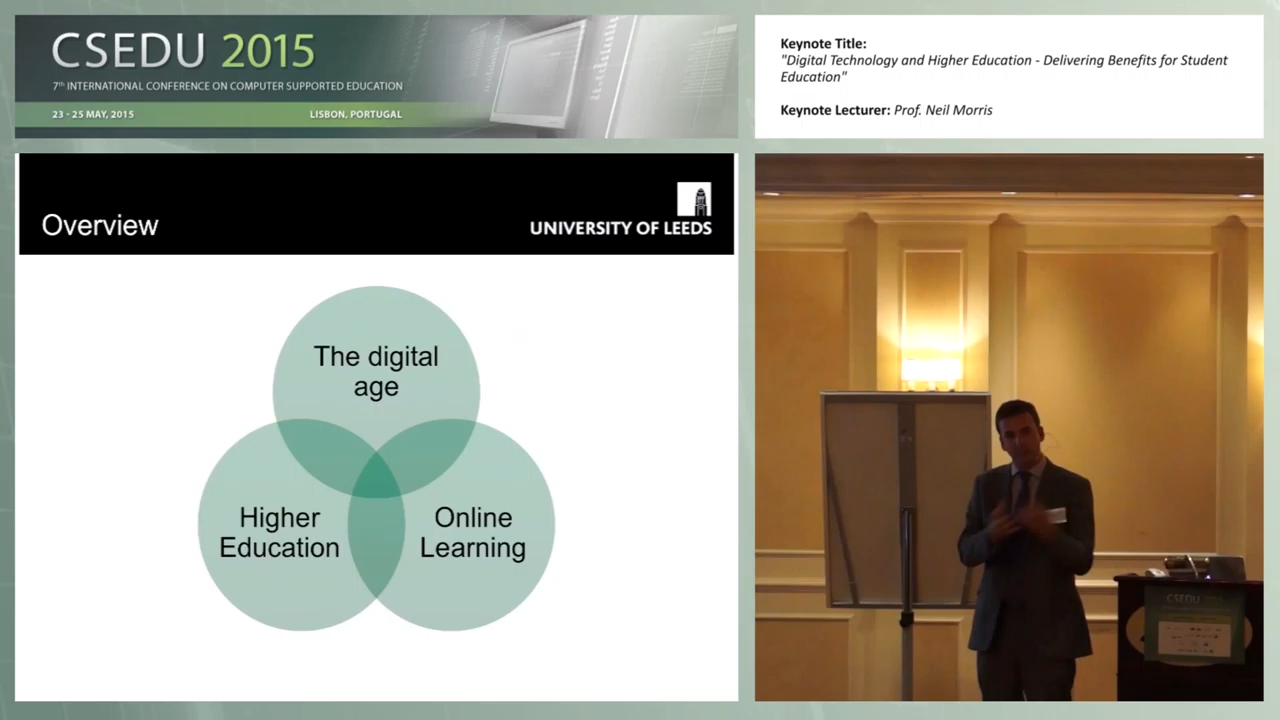 CSEDU 2015
7th INTERNATIONAL CONFERENCE ON COMPUTER SUPPORTED EDUCATION
23 - 25 MAY, 2015
LISBON, PORTUGAL
Keynote Title:
"Digital Technology and Higher Education - Delivering Benefits for Student
Education"
Keynote Lecturer: Prof. Neil Morris
Overview
UNIVERSITY OF LEEDS
The digital
age
Higher
Education
Online
Learning
CSEDU